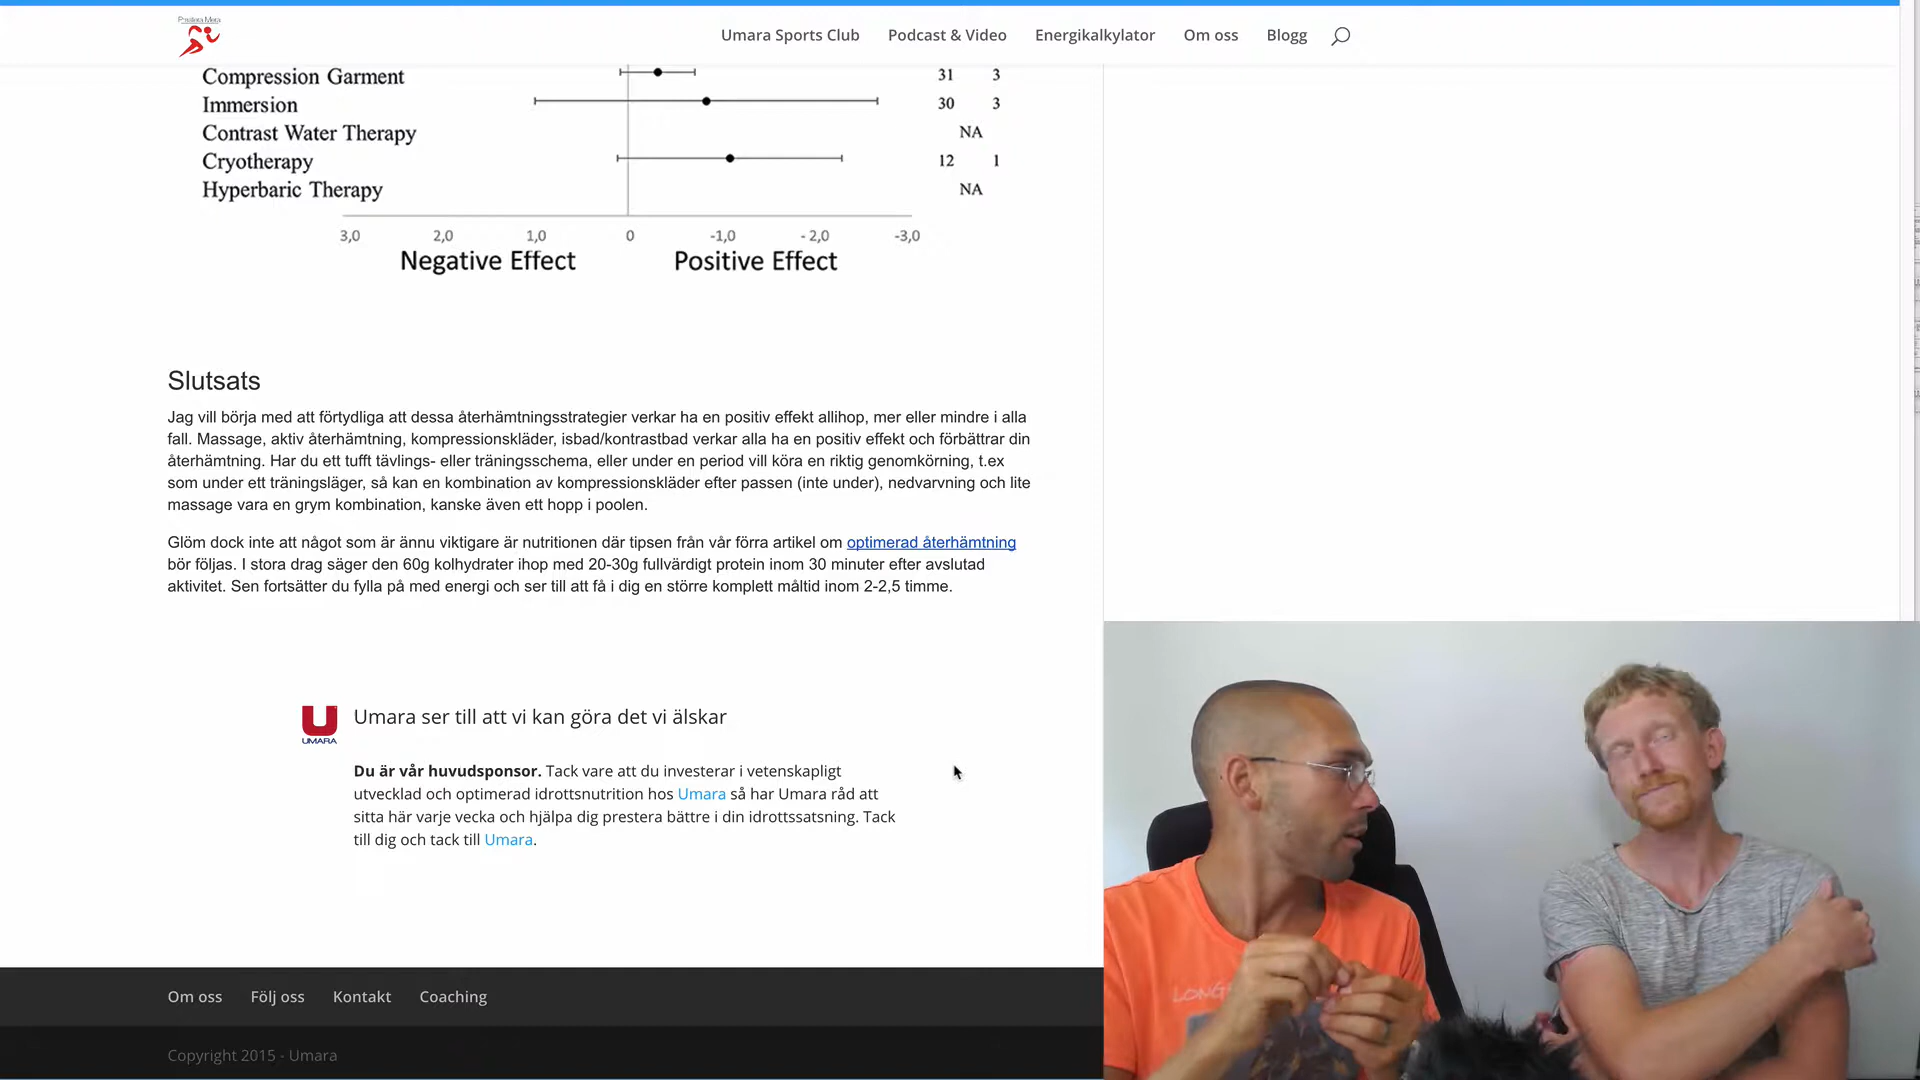 Prestera Mera
Umara Sports Club
Podcast & Video
Energikalkylator
Om oss
Blogg
Compression Garment 31 3
Immersion 30 3
Contrast Water Therapy NA
Cryotherapy 12 1
Hyperbaric Therapy NA
3,0 2,0 1,0 0 -1,0 - 2,0 -3,0
Negative Effect Positive Effect
Slutsats
Jag vill börja med att förtydliga att dessa återhämtningsstrategier verkar ha en positiv effekt allihop, mer eller mindre i alla
fall. Massage, aktiv återhämtning, kompressionskläder, isbad/kontrastbad verkar alla ha en positiv effekt och förbättrar din
återhämtning. Har du ett tufft tävlings- eller träningsschema, eller under en period vill köra en riktig genomkörning, t.ex
som under ett träningsläger, så kan en kombination av kompressionskläder efter passen (inte under), nedvarvning och lite
massage vara en grym kombination, kanske även ett hopp i poolen.
Glöm dock inte att något som är ännu viktigare är nutritionen där tipsen från vår förra artikel om optimerad återhämtning
bör följas. I stora drag säger den 60g kolhydrater ihop med 20-30g fullvärdigt protein inom 30 minuter efter avslutad
aktivitet. Sen fortsätter du fylla på med energi och ser till att få i dig en större komplett måltid inom 2-2,5 timme.
UMARA
Umara ser till att vi kan göra det vi älskar
Du är vår huvudsponsor. Tack vare att du investerar i vetenskapligt
utvecklad och optimerad idrottsnutrition hos Umara så har Umara råd att
sitta här varje vecka och hjälpa dig prestera bättre i din idrottssatsning. Tack
till dig och tack till Umara.
Om oss
Följ oss
Kontakt
Coaching
Copyright 2015 - Umara